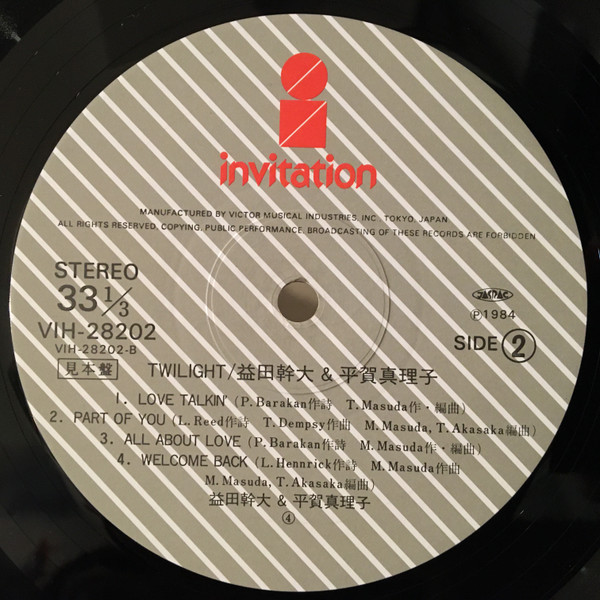 invitation
MANUFACTURED BY VICTOR MUSICAL INDUSTRIES, INC. TOKYO, JAPAN
ALL RIGHTS RESERVED. COPYING, PUBLIC PERFORMANCE, BROADCASTING OF THESE RECORDS ARE FORBIDDEN
STEREO
33 1/3
VIH-28202
VIH-28202-B
見本盤
JASRAC
Ⓟ1984
SIDE ②
TWILIGHT/益田幹大 & 平賀真理子
1. LOVE TALKIN' (P. Barakan作詩 T. Masuda作・編曲)
2. PART OF YOU (L. Reed作詩 T. Dempsy作曲 M. Masuda, T. Akasaka編曲)
3. ALL ABOUT LOVE (P. Barakan作詩 M. Masuda作・編曲)
4. WELCOME BACK (L. Hennrick作詩 M. Masuda作曲
M. Masuda, T. Akasaka編曲)
益田幹大 & 平賀真理子
④